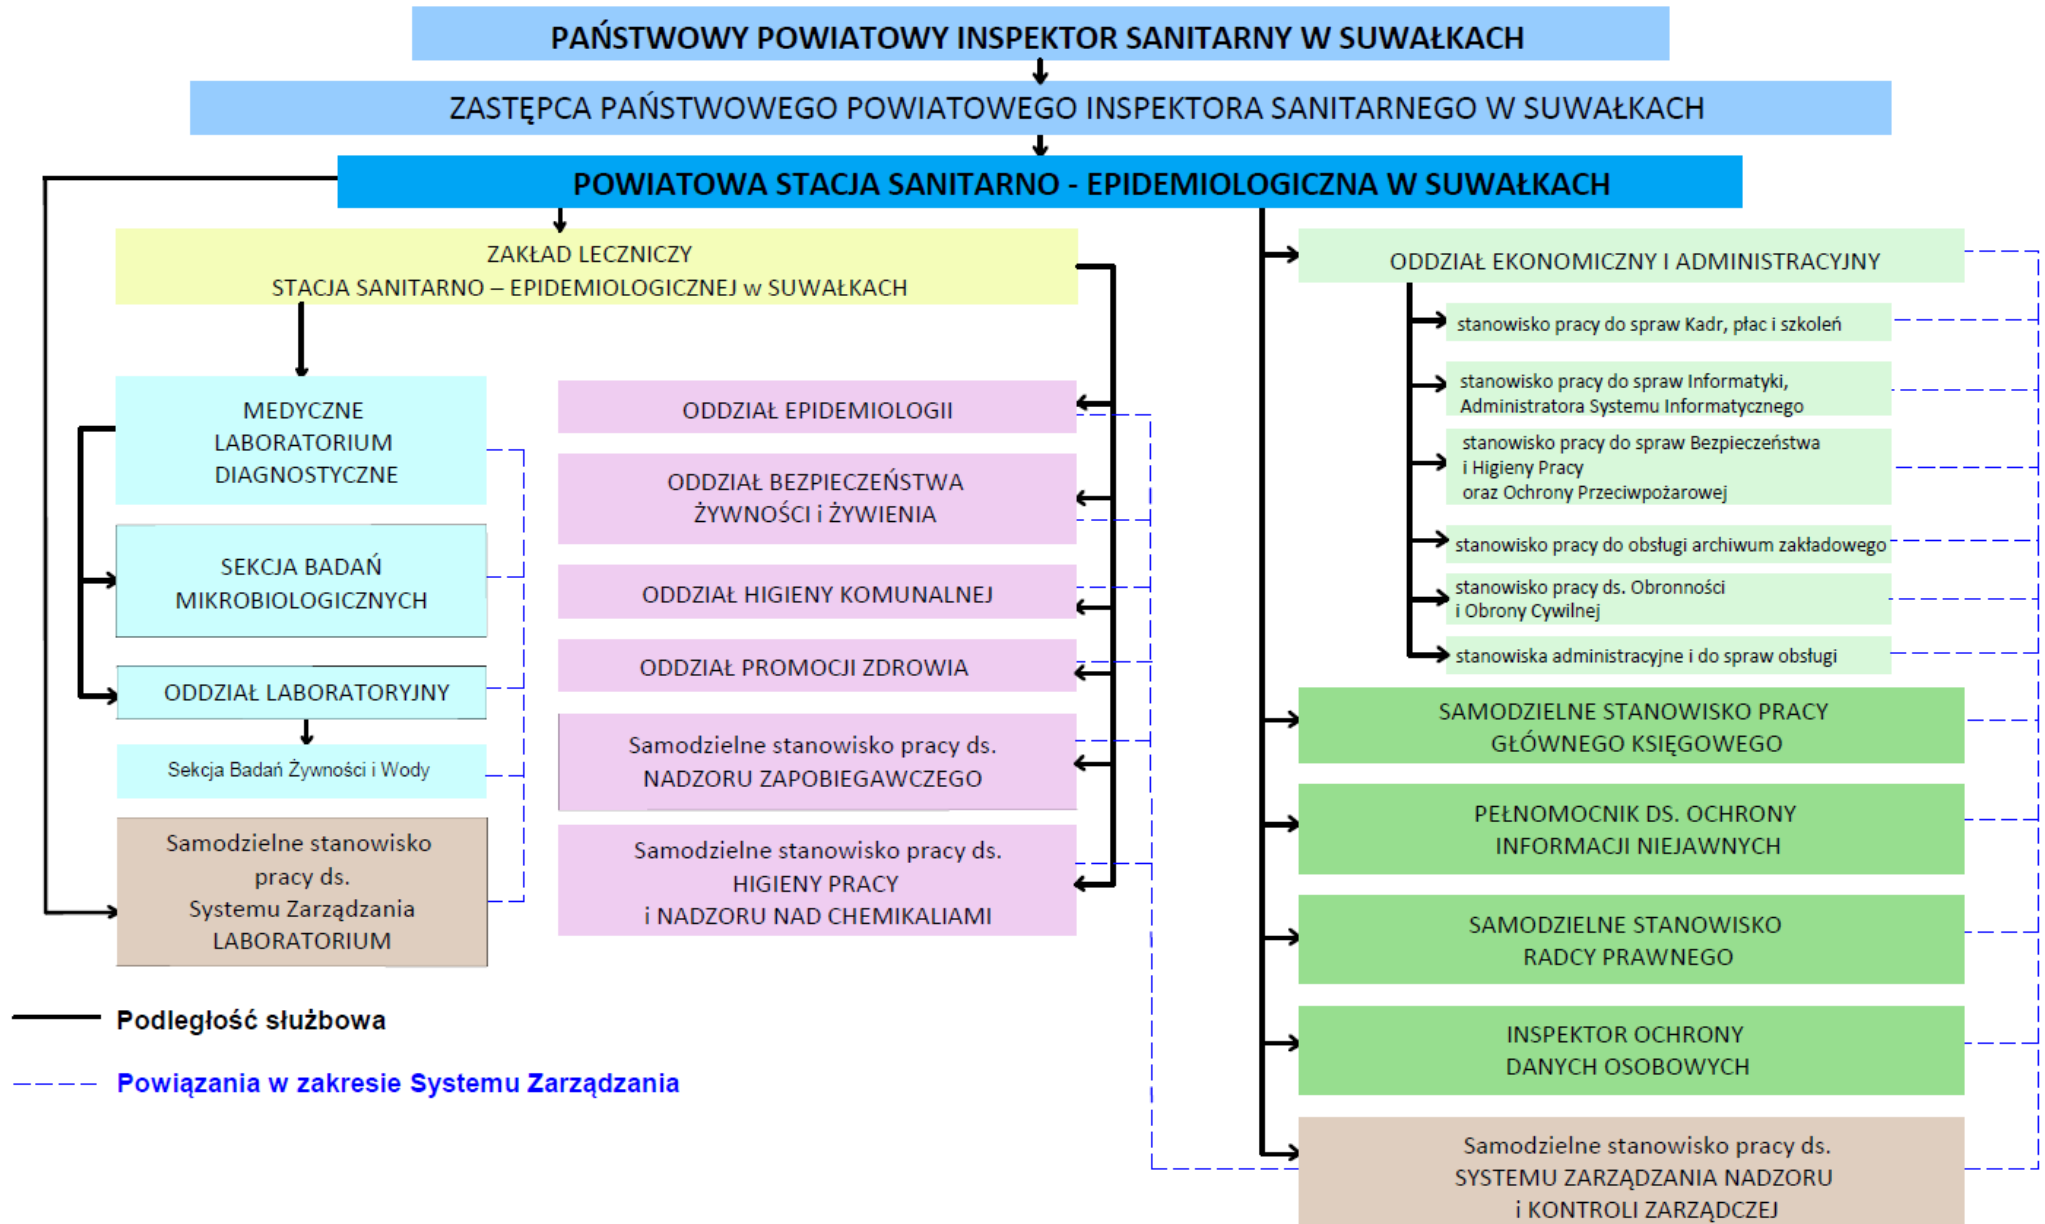 PAŃSTWOWY POWIATOWY INSPEKTOR SANITARNY W SUWAŁKACH
ZASTĘPCA PAŃSTWOWEGO POWIATOWEGO INSPEKTORA SANITARNEGO W SUWAŁKACH
POWIATOWA STACJA SANITARNO - EPIDEMIOLOGICZNA W SUWAŁKACH
ZAKŁAD LECZNICZY
STACJA SANITARNO – EPIDEMIOLOGICZNEJ w SUWAŁKACH
MEDYCZNE
LABORATORIUM
DIAGNOSTYCZNE
SEKCJA BADAŃ
MIKROBIOLOGICZNYCH
ODDZIAŁ LABORATORYJNY
Sekcja Badań Żywności i Wody
Samodzielne stanowisko
pracy ds.
Systemu Zarządzania
LABORATORIUM
ODDZIAŁ EPIDEMIOLOGII
ODDZIAŁ BEZPIECZEŃSTWA
ŻYWNOŚCI i ŻYWIENIA
ODDZIAŁ HIGIENY KOMUNALNEJ
ODDZIAŁ PROMOCJI ZDROWIA
Samodzielne stanowisko pracy ds.
NADZORU ZAPOBIEGAWCZEGO
Samodzielne stanowisko pracy ds.
HIGIENY PRACY
i NADZORU NAD CHEMIKALIAMI
ODDZIAŁ EKONOMICZNY I ADMINISTRACYJNY
stanowisko pracy do spraw Kadr, płac i szkoleń
stanowisko pracy do spraw Informatyki,
Administratora Systemu Informatycznego
stanowisko pracy do spraw Bezpieczeństwa
i Higieny Pracy
oraz Ochrony Przeciwpożarowej
stanowisko pracy do obsługi archiwum zakładowego
stanowisko pracy ds. Obronności
i Obrony Cywilnej
stanowiska administracyjne i do spraw obsługi
SAMODZIELNE STANOWISKO PRACY
GŁÓWNEGO KSIĘGOWEGO
PEŁNOMOCNIK DS. OCHRONY
INFORMACJI NIEJAWNYCH
SAMODZIELNE STANOWISKO
RADCY PRAWNEGO
INSPEKTOR OCHRONY
DANYCH OSOBOWYCH
Samodzielne stanowisko pracy ds.
SYSTEMU ZARZĄDZANIA NADZORU
i KONTROLI ZARZĄDCZEJ
Podległość służbowa
Powiązania w zakresie Systemu Zarządzania